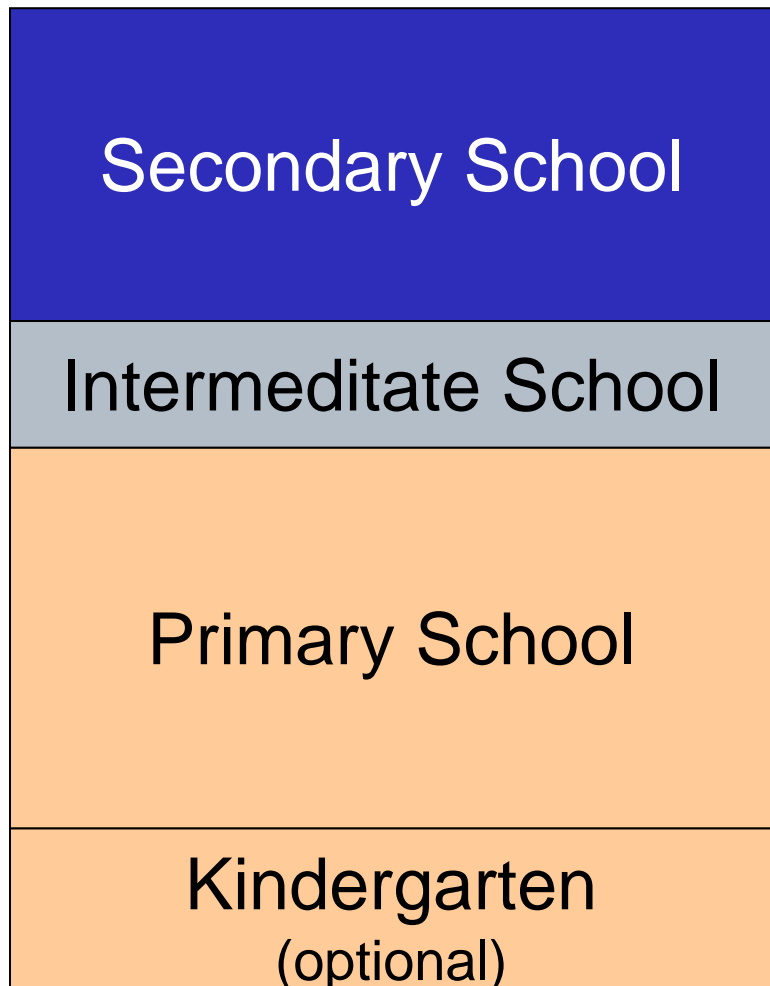 Secondary School
Intermeditate School
Primary School
Kindergarten
(optional)